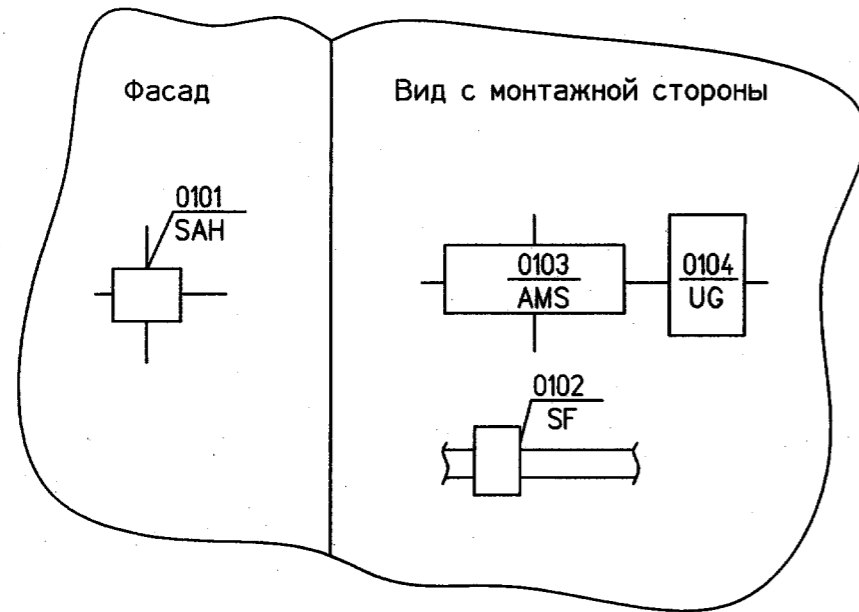 Фасад
Вид с монтажной стороны
0101
SAH
0103
AMS
0104
UG
0102
SF